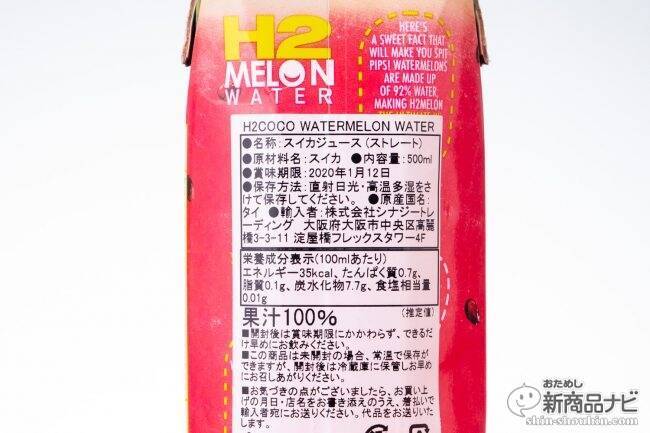 H2
MELON
WATER
HERE'S
A SWEET FACT THAT
WILL MAKE YOU SPIT
PIPS! WATERMELONS
ARE MADE UP
OF 92% WATER,
MAKING H2MELON
H2COCO WATERMELON WATER
●名称:スイカジュース(ストレート)
●原材料名:スイカ ●内容量:500ml
●賞味期限:2020年1月12日
●保存方法:直射日光・高温多湿をさ
けて保存してください。 ●原産国名:
タイ ●輸入者:株式会社シナジートレ
ーディング 大阪府大阪市中央区高麗
橋3-3-11 淀屋橋フレックスタワー4F
栄養成分表示(100mlあたり)
エネルギー35kcal、たんぱく質0.7g、
脂質0.1g、炭水化物7.7g、食塩相当量
0.01g
果汁100% (推定値)
■開封後は賞味期限にかかわらず、できるだ
け早めにお飲みください。
■この商品は未開封の場合、常温で保存が
できますが、開封後は冷蔵庫に保管しお早め
にお召しあがりください。
■お気づきの点がございましたら、お買い上
げの月日・店名をお書き添えのうえ、着払いで
輸入者宛にお送りください。代品をお送りいた
します。
おためし
新商品ナビ
shin-shouhin.com